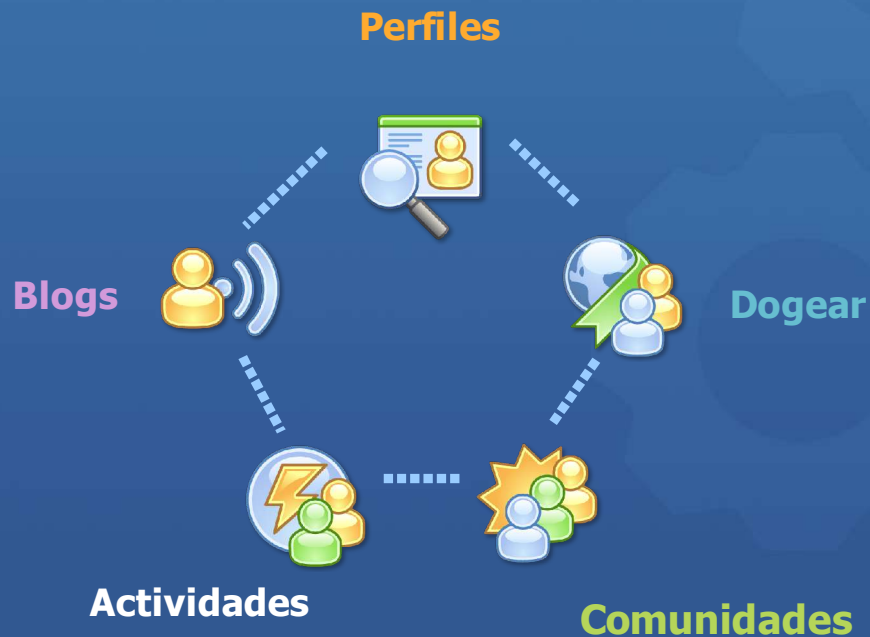 Perfiles
Blogs
Dogear
Actividades
Comunidades